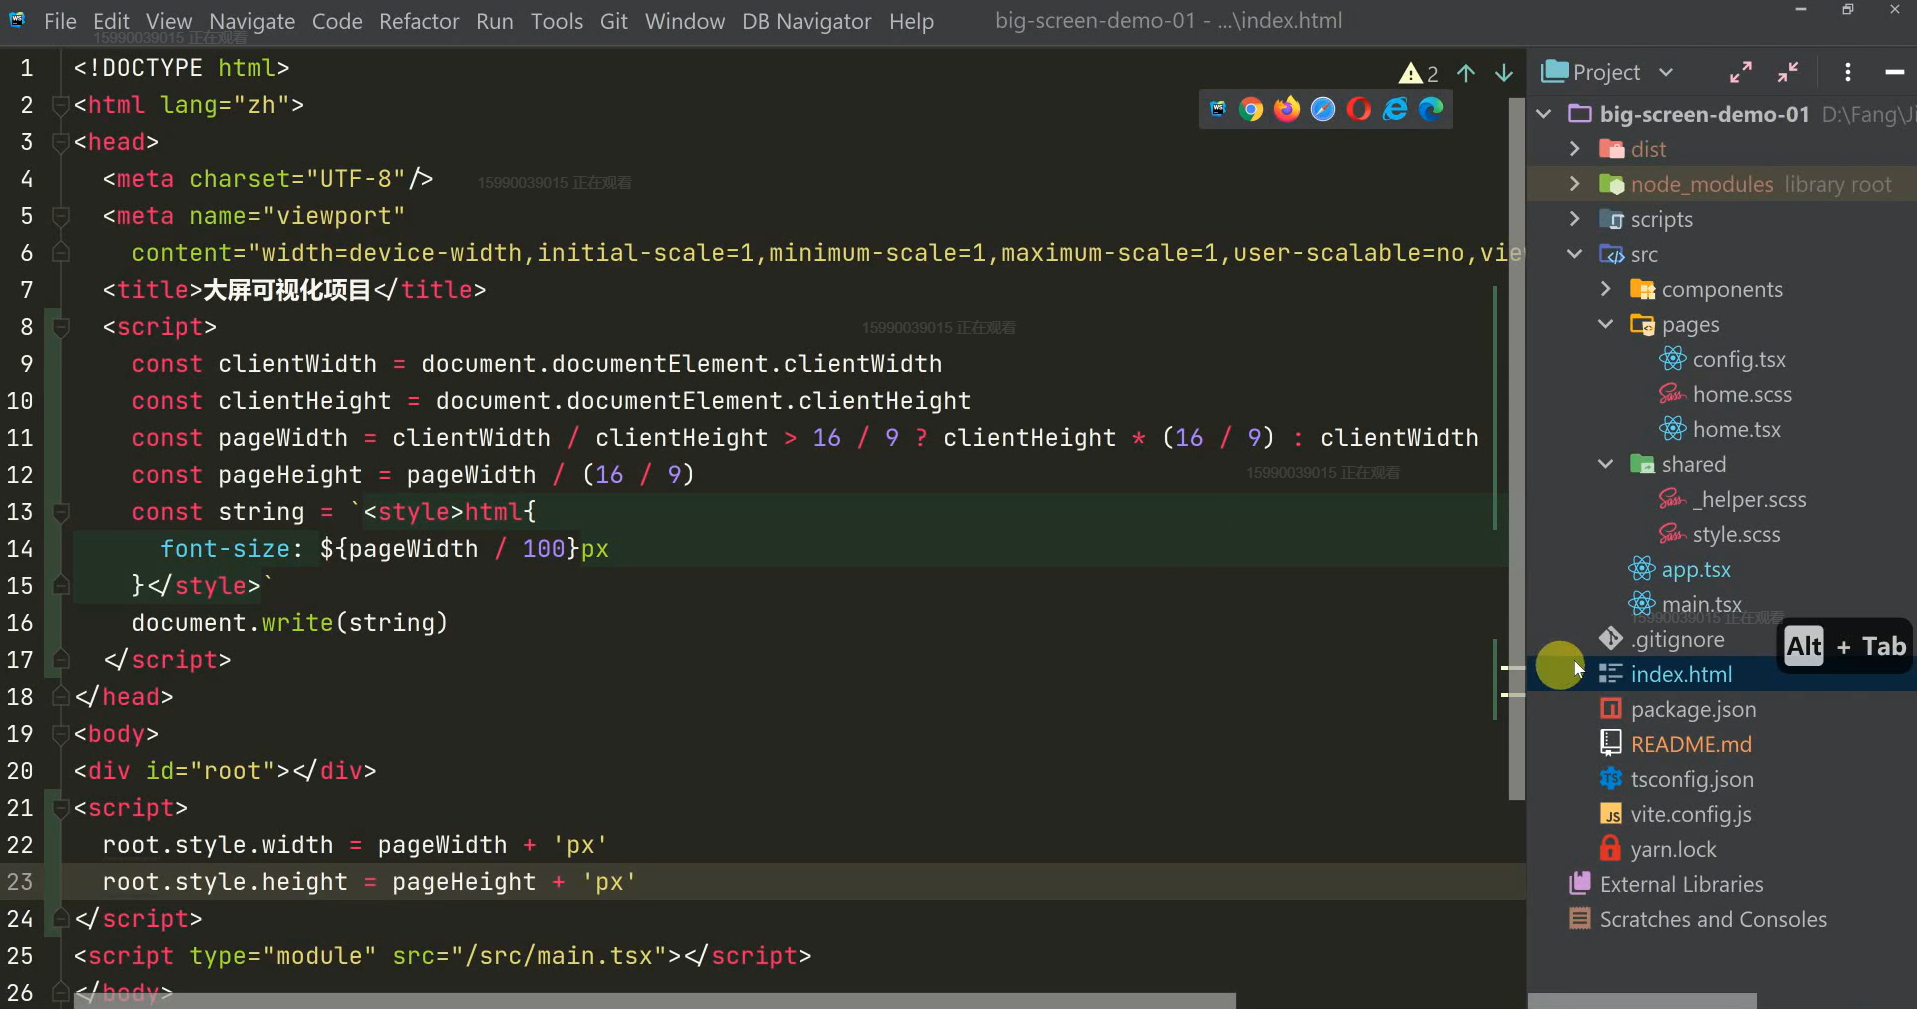 File Edit View Navigate Code Refactor Run Tools Git Window DB Navigator Help big-screen-demo-01 - ...\index.html
15990039015 正在观看
1 <!DOCTYPE html>
2 <html lang="zh">
3 <head>
4 <meta charset="UTF-8"/>
15990039015 正在观看
5 <meta name="viewport"
6 content="width=device-width,initial-scale=1,minimum-scale=1,maximum-scale=1,user-scalable=no,vie
7 <title>大屏可视化项目</title>
8 <script>
15990039015 正在观看
9 const clientWidth = document.documentElement.clientWidth
10 const clientHeight = document.documentElement.clientHeight
11 const pageWidth = clientWidth / clientHeight > 16 / 9 ? clientHeight * (16 / 9) : clientWidth
12 const pageHeight = pageWidth / (16 / 9)
15990039015 正在观看
13 const string = `<style>html{
14 font-size: ${pageWidth / 100}px
15 }</style>`
16 document.write(string)
17 </script>
18 </head>
19 <body>
20 <div id="root"></div>
21 <script>
22 root.style.width = pageWidth + 'px'
23 root.style.height = pageHeight + 'px'
24 </script>
25 <script type="module" src="/src/main.tsx"></script>
26 </body>
2
Project
big-screen-demo-01 D:\Fang\Ji
dist
node_modules library root
scripts
src
components
pages
config.tsx
home.scss
home.tsx
shared
_helper.scss
style.scss
app.tsx
main.tsx
15990039015 正在观看
.gitignore
Alt + Tab
index.html
package.json
README.md
tsconfig.json
vite.config.js
yarn.lock
External Libraries
Scratches and Consoles